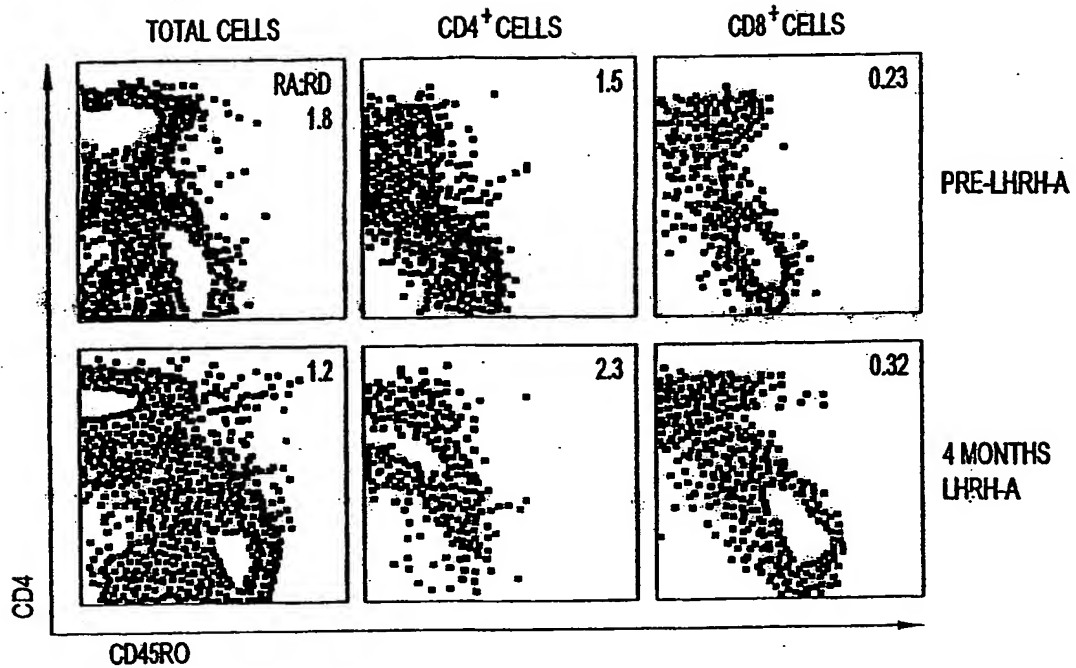 TOTAL CELLS
CD4+ CELLS
CD8+ CELLS
RA:RD
1.8
1.5
0.23
PRE-LHRH-A
1.2
2.3
0.32
4 MONTHS
LHRH-A
CD4
CD45RO